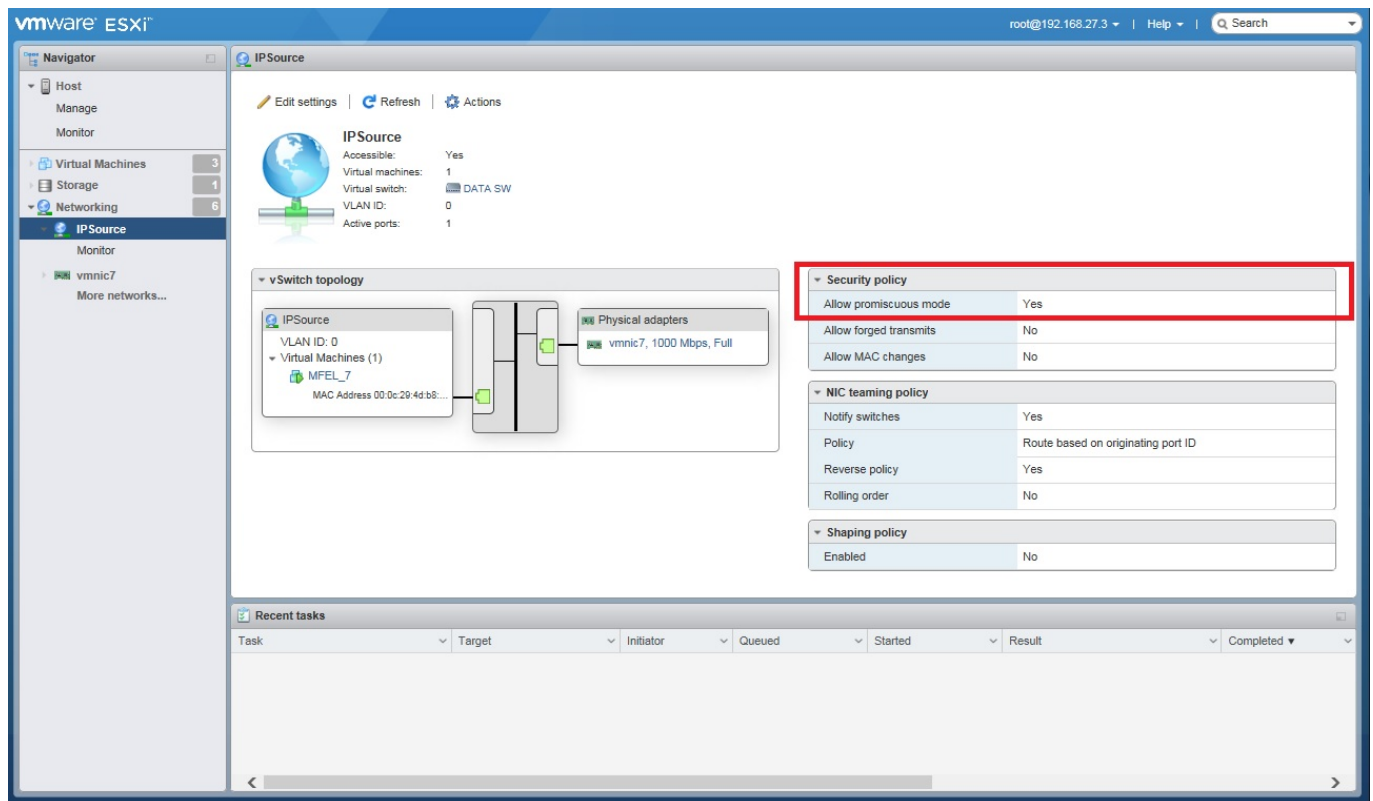 vmware ESXi™
root@192.168.27.3 | Help | Search
Navigator
Host
Manage
Monitor
Virtual Machines 3
Storage 1
Networking 6
IPSource
Monitor
vmnic7
More networks...
IPSource
Edit settings | Refresh | Actions
IPSource
Accessible: Yes
Virtual machines: 1
Virtual switch: DATA SW
VLAN ID: 0
Active ports: 1
vSwitch topology
IPSource
VLAN ID: 0
Virtual Machines (1)
MFEL_7
MAC Address 00:0c:29:4d:b8:...
Physical adapters
vmnic7, 1000 Mbps, Full
Security policy
Allow promiscuous mode Yes
Allow forged transmits No
Allow MAC changes No
NIC teaming policy
Notify switches Yes
Policy Route based on originating port ID
Reverse policy Yes
Rolling order No
Shaping policy
Enabled No
Recent tasks
Task Target Initiator Queued Started Result Completed